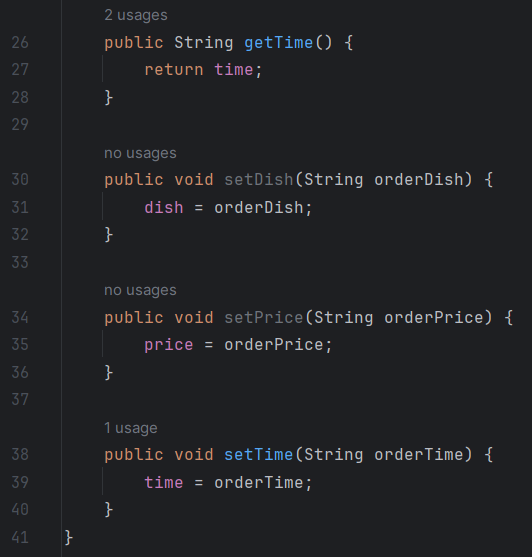 2 usages
26 public String getTime() {
27 return time;
28 }
29
no usages
30 public void setDish(String orderDish) {
31 dish = orderDish;
32 }
33
no usages
34 public void setPrice(String orderPrice) {
35 price = orderPrice;
36 }
37
1 usage
38 public void setTime(String orderTime) {
39 time = orderTime;
40 }
41 }